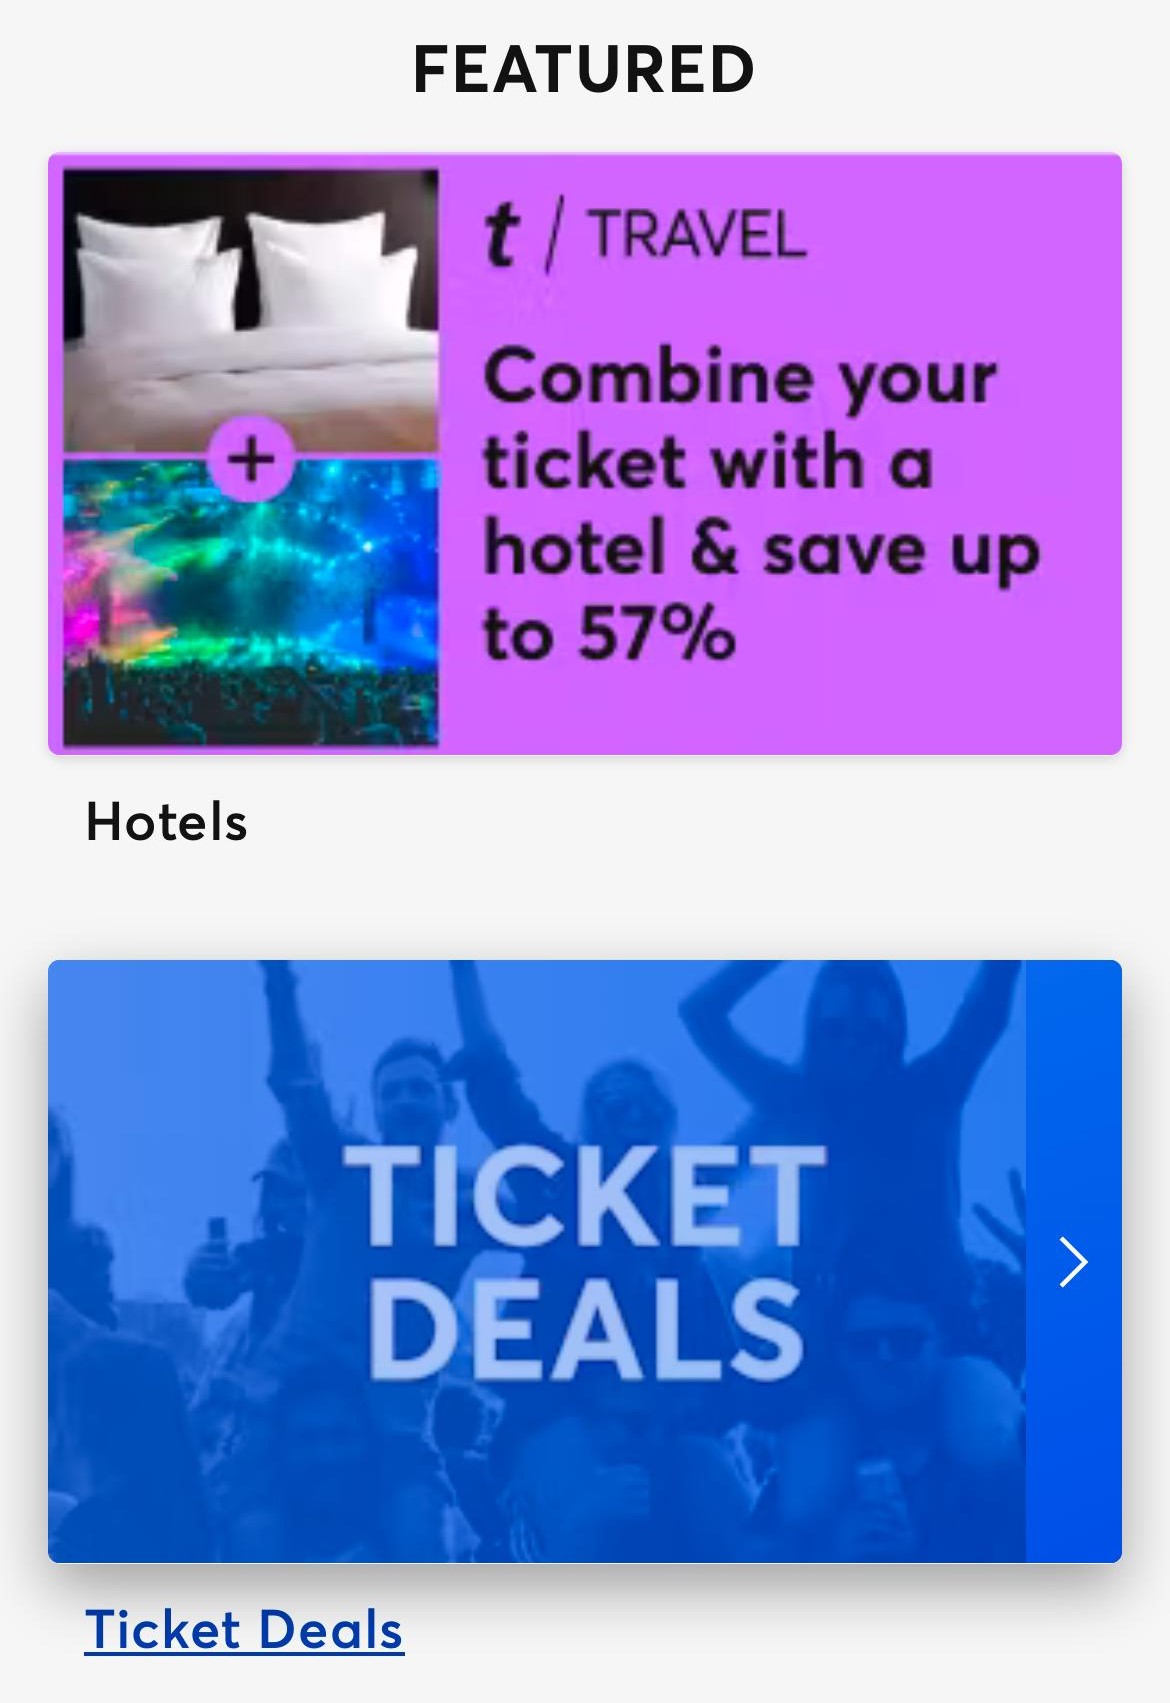 FEATURED
t / TRAVEL
Combine your
ticket with a
hotel & save up
to 57%
Hotels
TICKET
DEALS
Ticket Deals